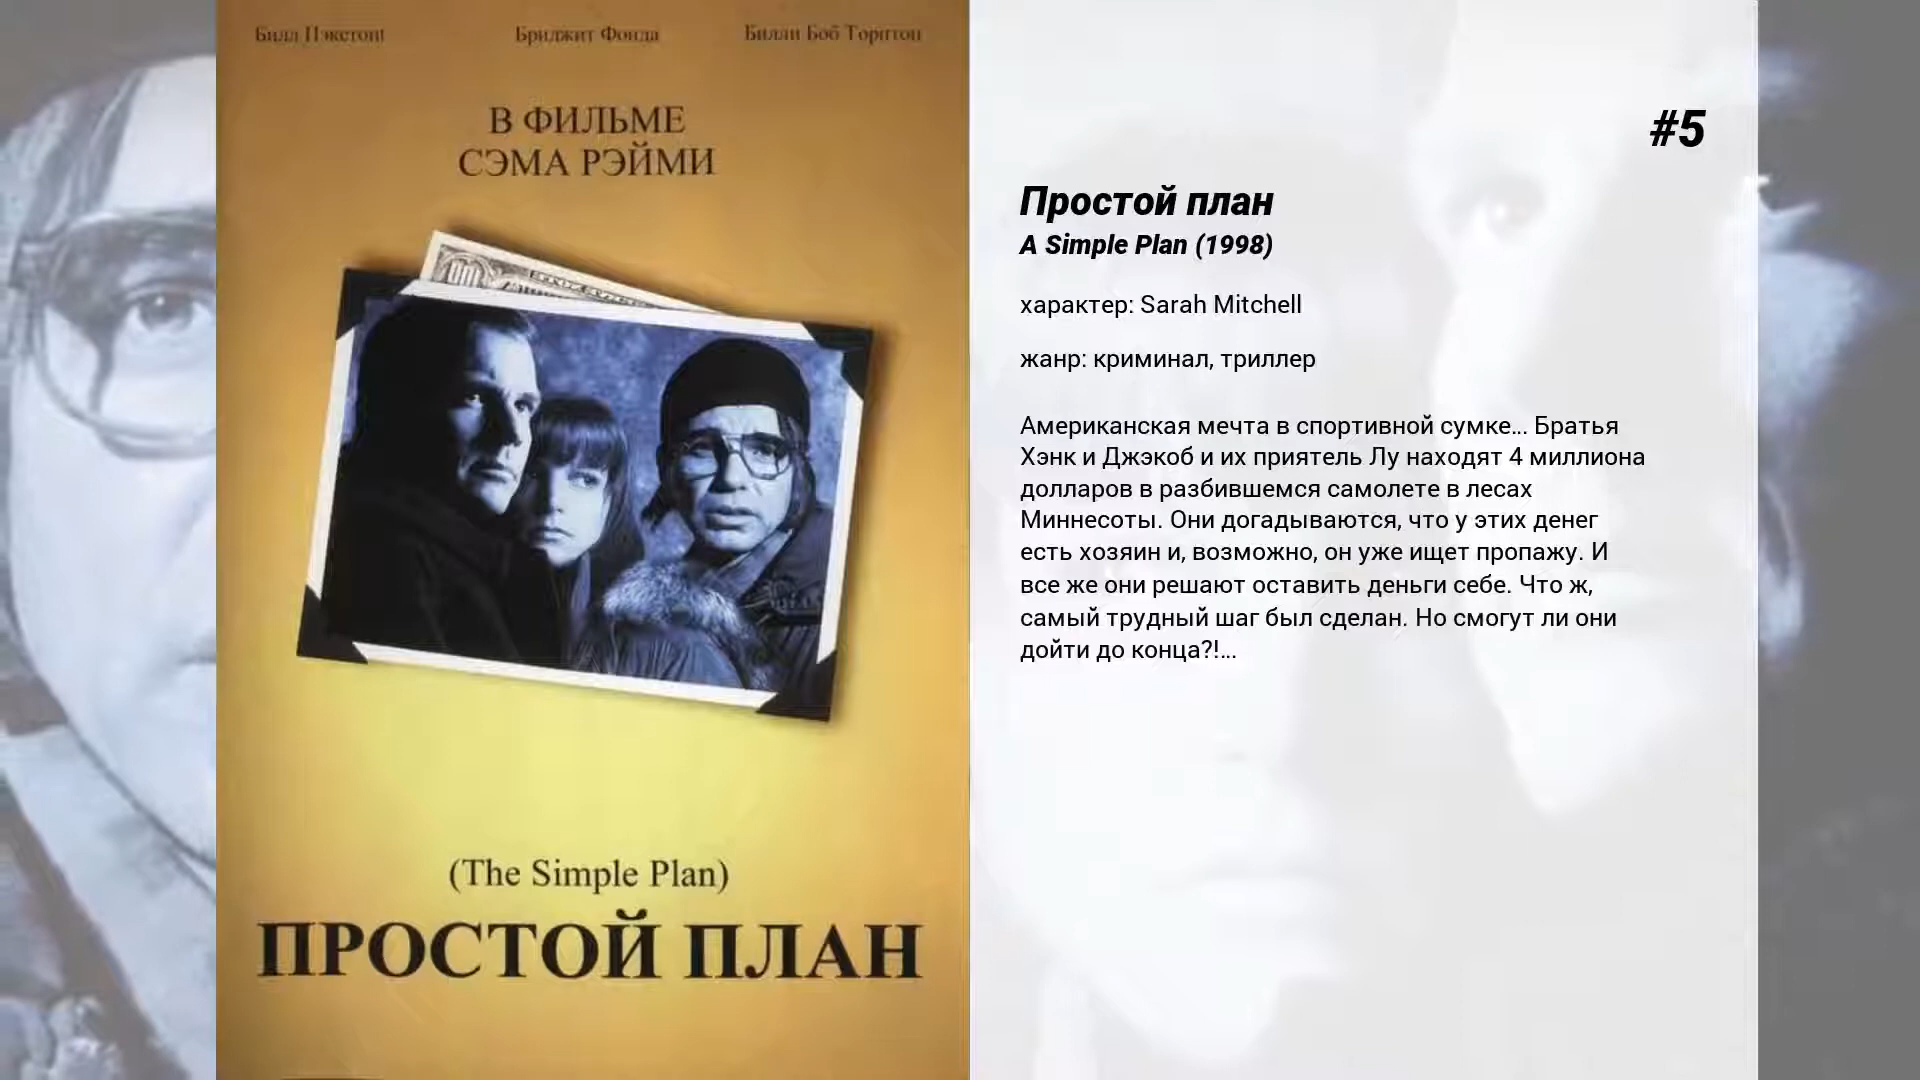 Билл Пэкстон
Бриджит Фонда
Билли Боб Торнтон
В ФИЛЬМЕ
СЭМА РЭЙМИ
(The Simple Plan)
ПРОСТОЙ ПЛАН
#5
Простой план
A Simple Plan (1998)
характер: Sarah Mitchell
жанр: криминал, триллер
Американская мечта в спортивной сумке... Братья
Хэнк и Джэкоб и их приятель Лу находят 4 миллиона
долларов в разбившемся самолете в лесах
Миннесоты. Они догадываются, что у этих денег
есть хозяин и, возможно, он уже ищет пропажу. И
все же они решают оставить деньги себе. Что ж,
самый трудный шаг был сделан. Но смогут ли они
дойти до конца?!...